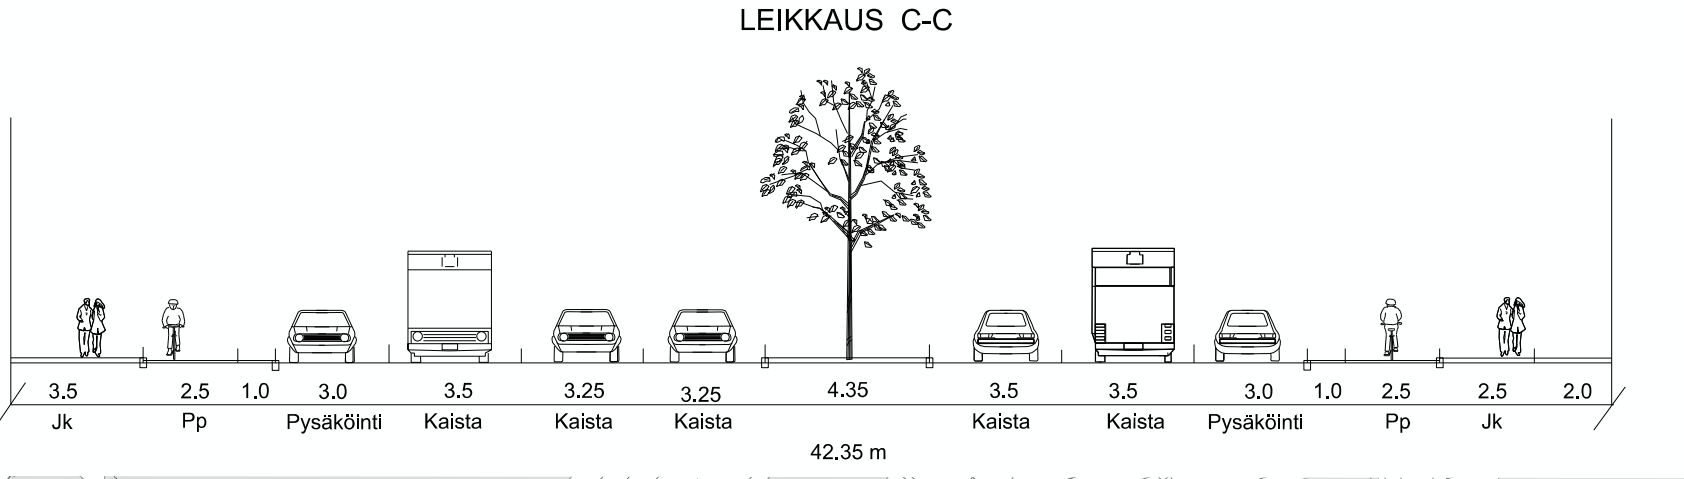 LEIKKAUS C-C
3.5 2.5 1.0 3.0 3.5 3.25 3.25 4.35 3.5 3.5 3.0 1.0 2.5 2.5 2.0
Jk Pp Pysäköinti Kaista Kaista Kaista Kaista Kaista Pysäköinti Pp Jk
42.35 m